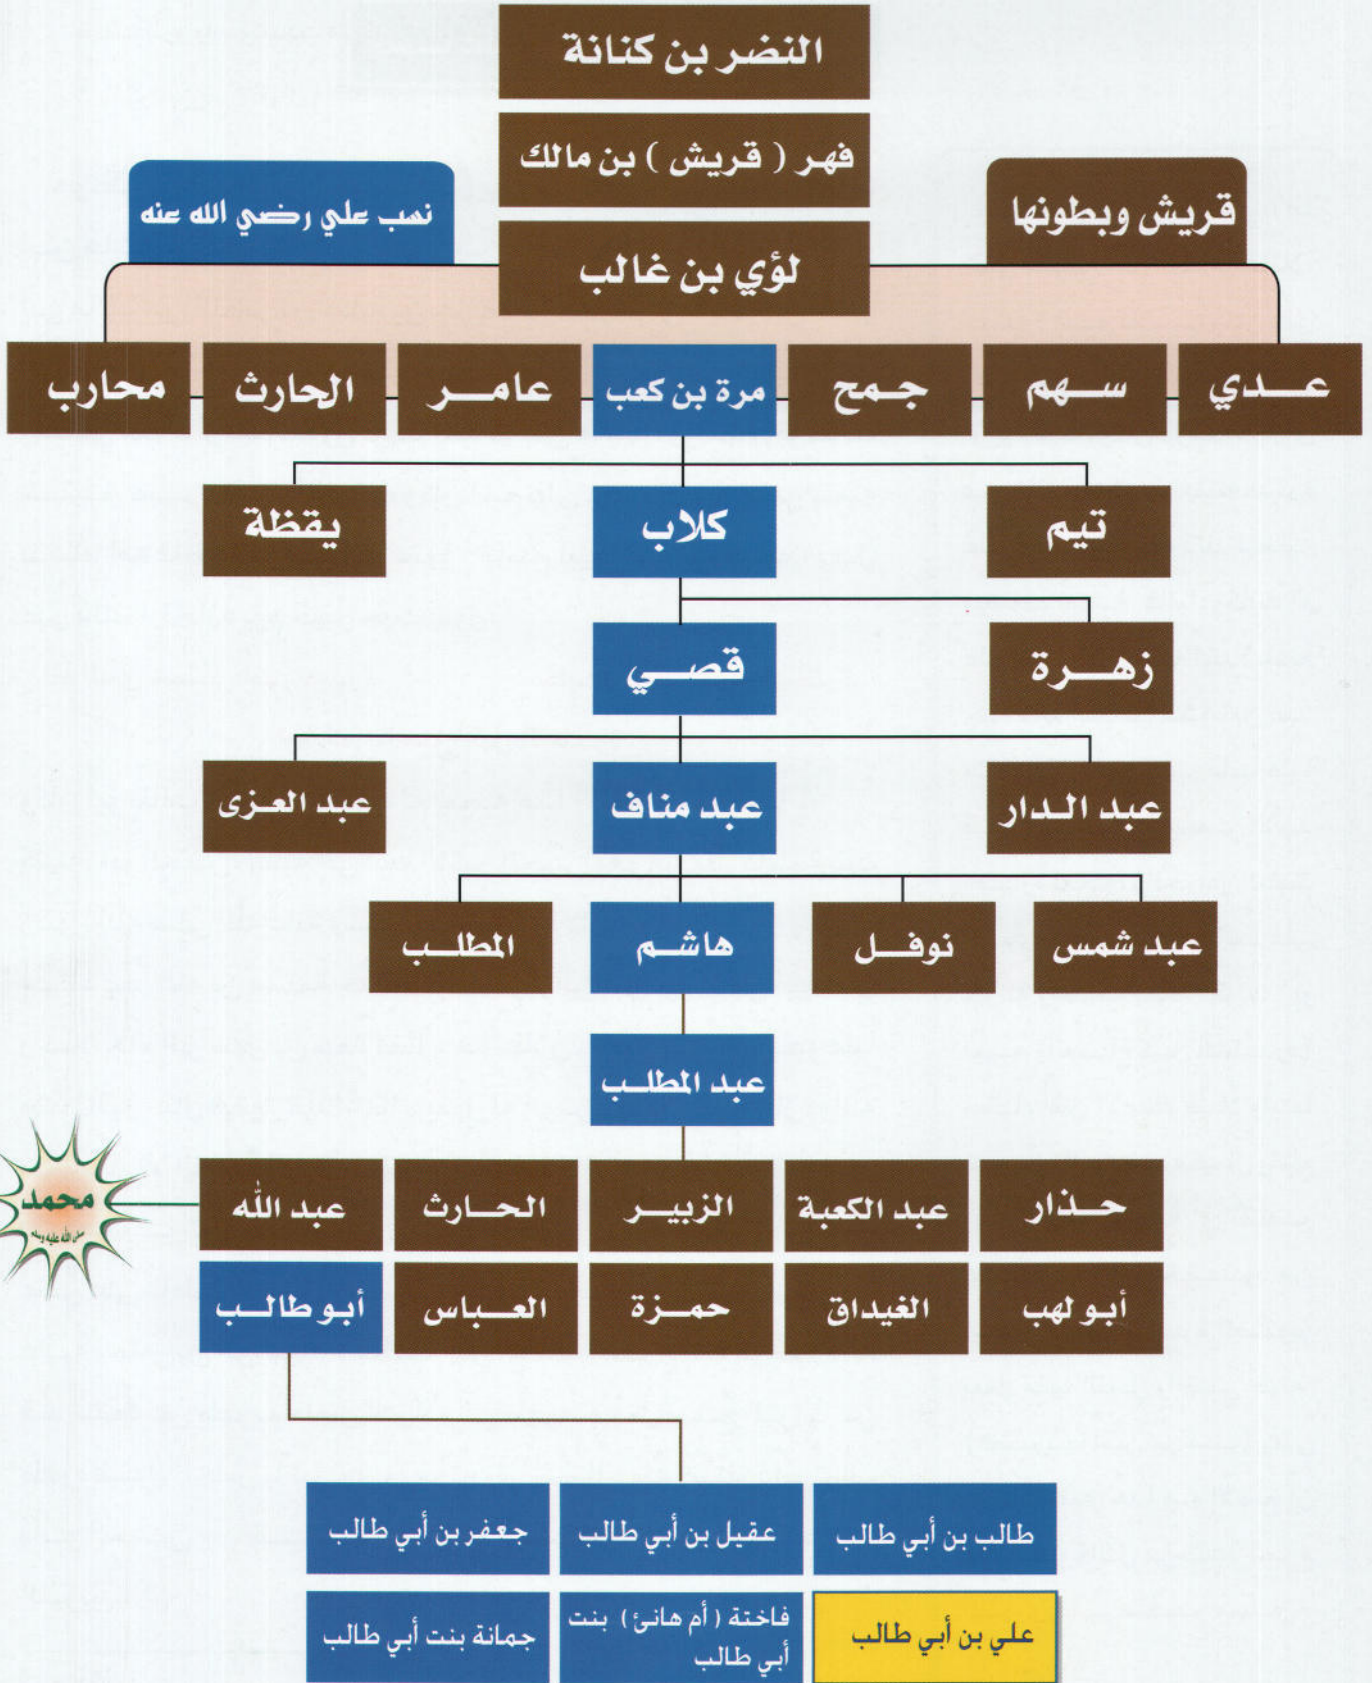 النضر بن كنانة
فهر ( قريش ) بن مالك
قريش وبطونها
نسب علي رضي الله عنه
لؤي بن غالب
عدي
سهم
جمح
مرة بن كعب
عامر
الحارث
محارب
تيم
كلاب
يقظة
زهرة
قصي
عبد الدار
عبد مناف
عبد العزى
عبد شمس
نوفل
هاشم
المطلب
عبد المطلب
حذار
عبد الكعبة
الزبير
الحارث
عبد الله
محمد
صلى الله عليه وسلم
أبو لهب
الغيداق
حمزة
العباس
أبو طالب
طالب بن أبي طالب
عقيل بن أبي طالب
جعفر بن أبي طالب
علي بن أبي طالب
فاختة ( أم هانئ ) بنت
أبي طالب
جمانة بنت أبي طالب